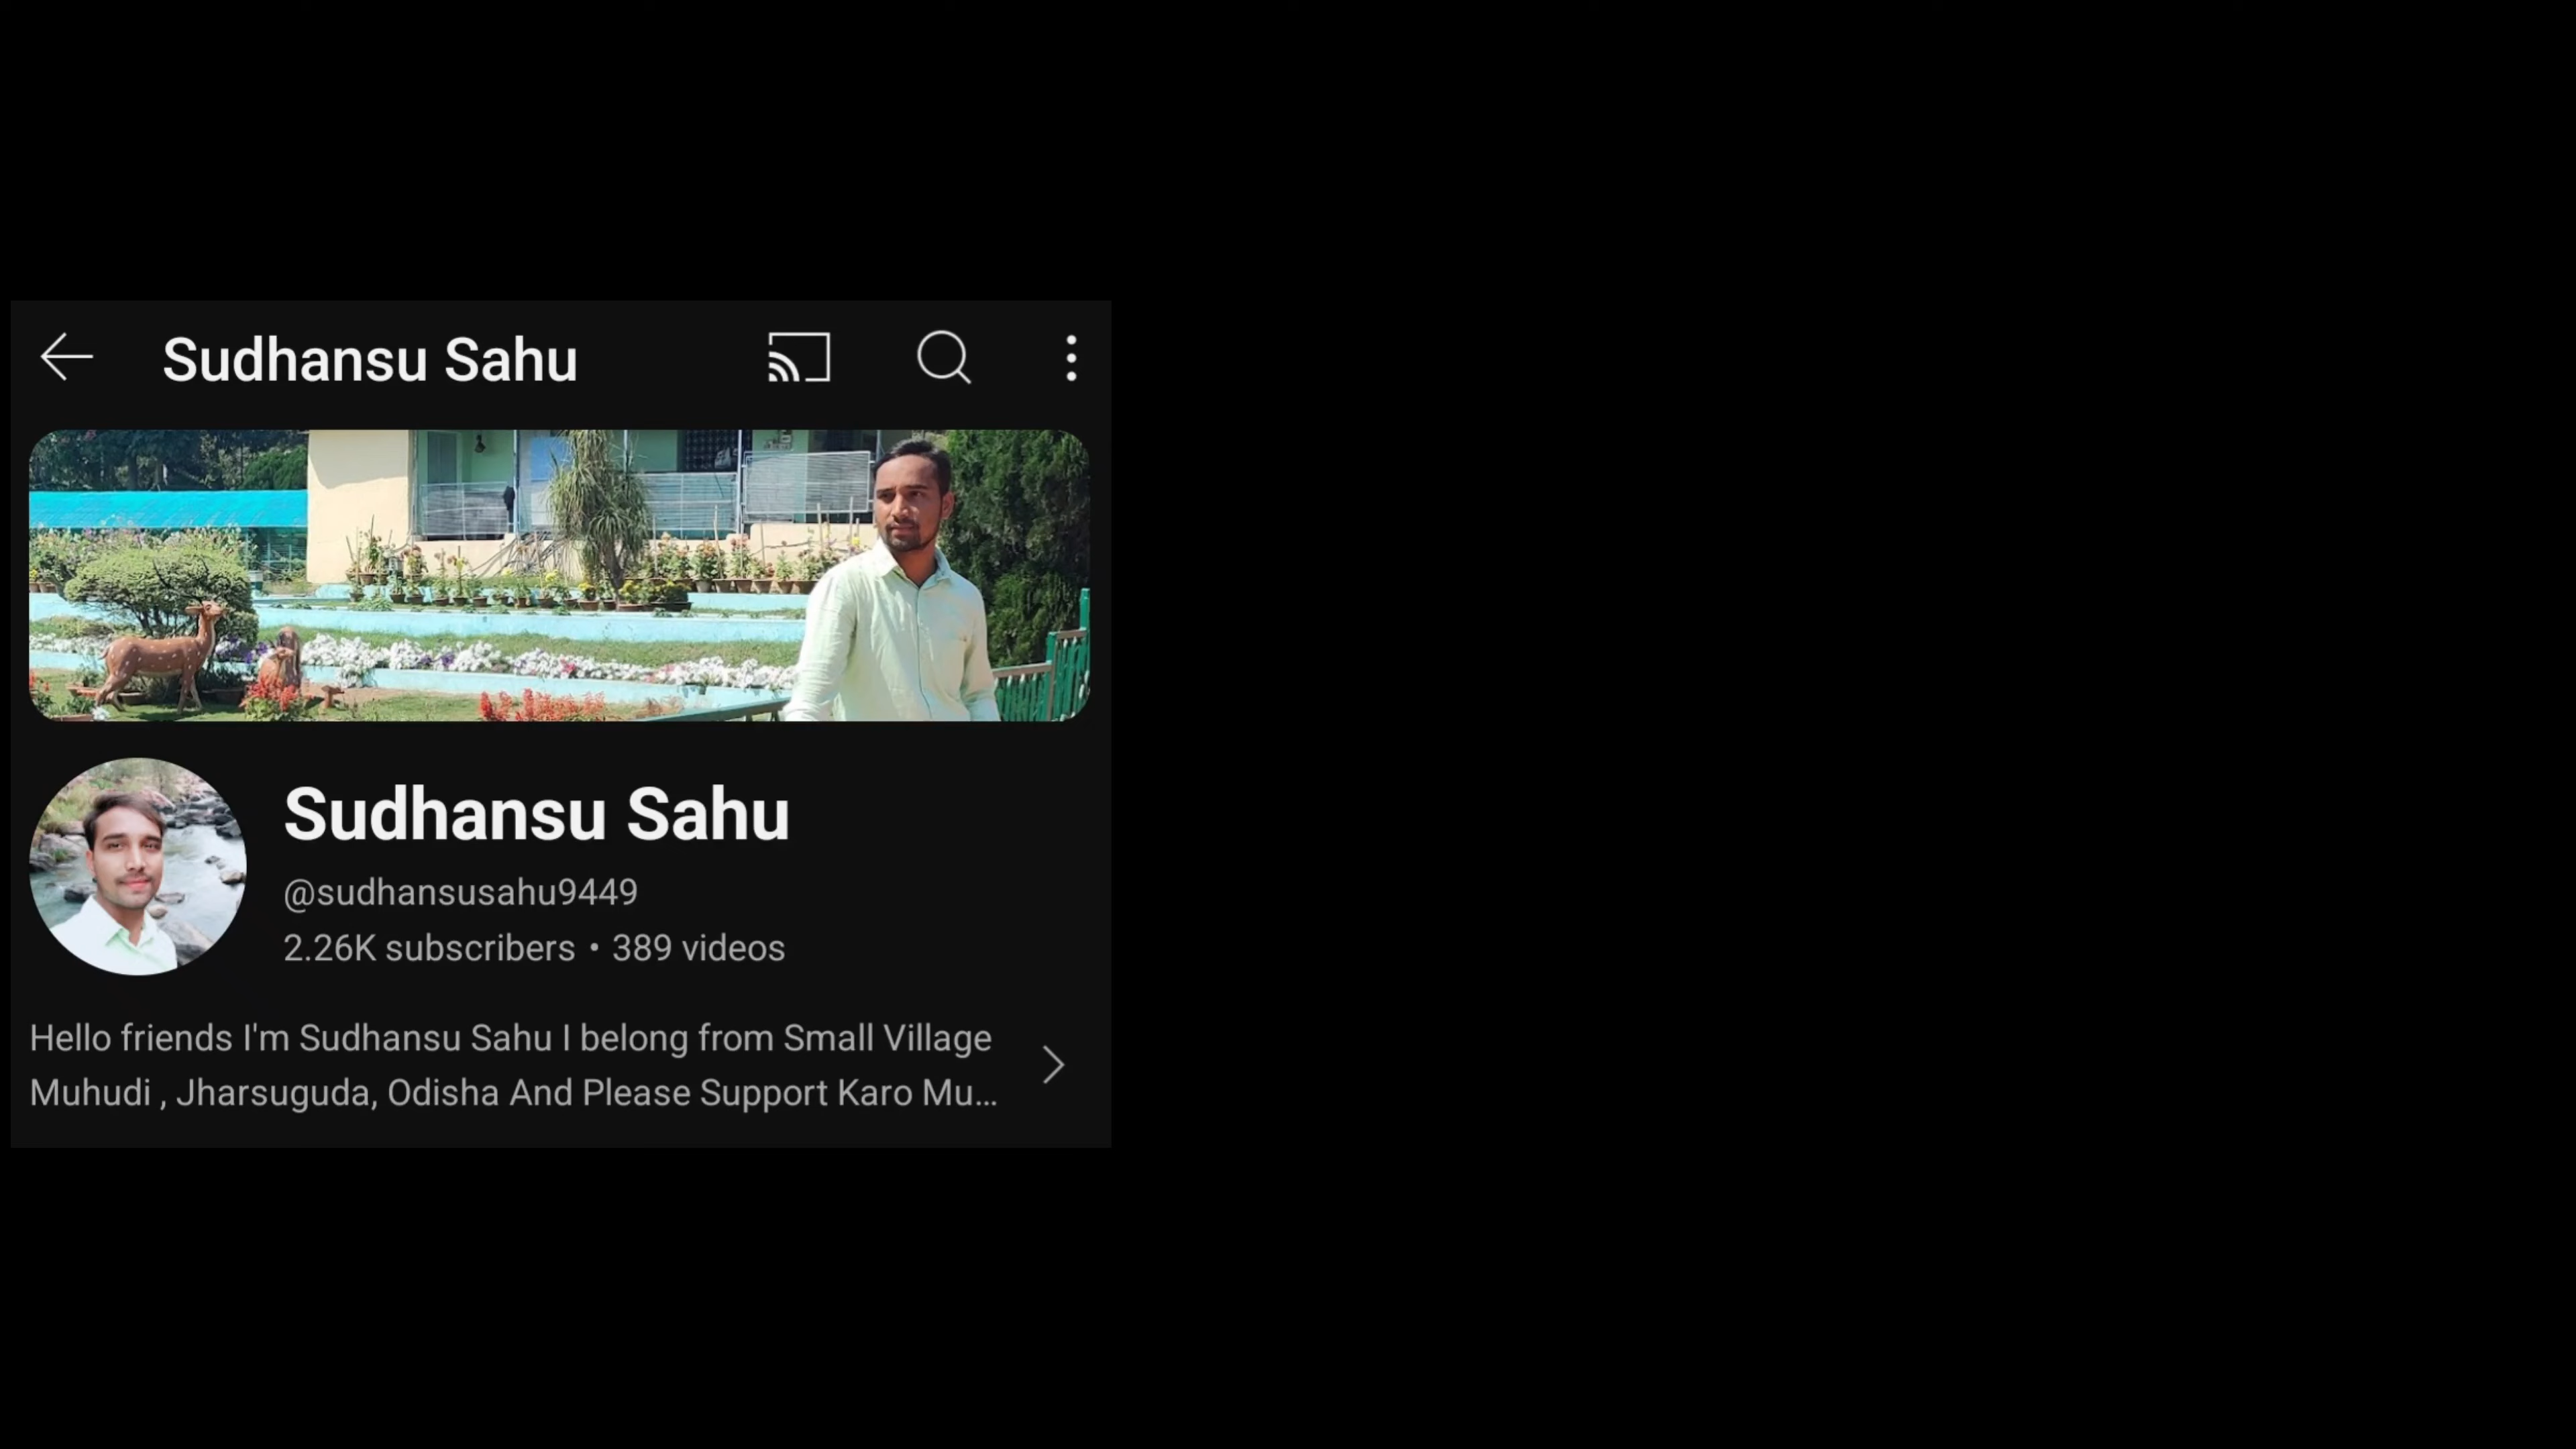 Sudhansu Sahu
Sudhansu Sahu
@sudhansusahu9449
2.26K subscribers • 389 videos
Hello friends I'm Sudhansu Sahu I belong from Small Village
Muhudi , Jharsuguda, Odisha And Please Support Karo Mu...